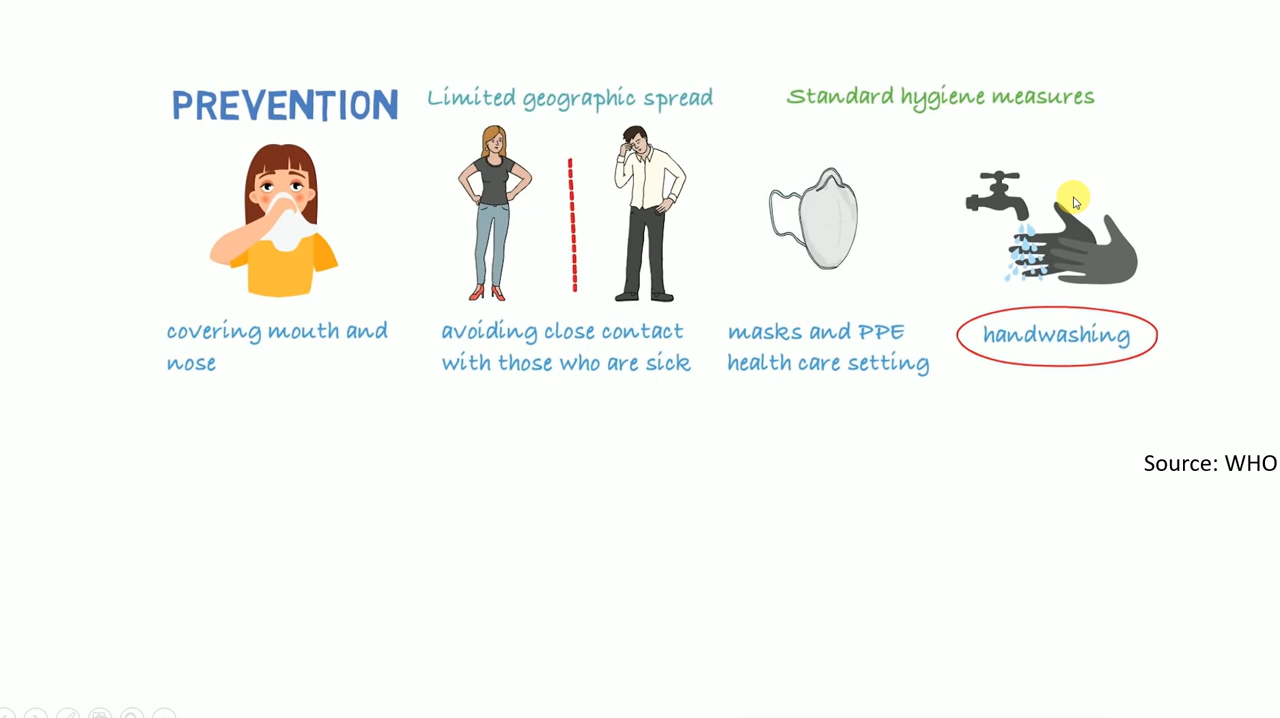 PREVENTION
Limited geographic spread
Standard hygiene measures
covering mouth and
nose
avoiding close contact
with those who are sick
masks and PPE
health care setting
handwashing
Source: WHO